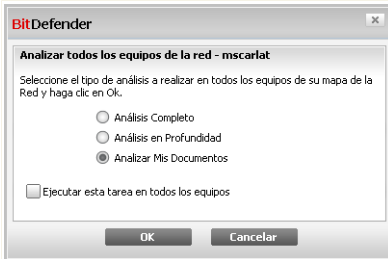 BitDefender
Analizar todos los equipos de la red - mscarlat
Seleccione el tipo de análisis a realizar en todos los equipos de su mapa de la
Red y haga clic en Ok.
Análisis Completo
Análisis en Profundidad
Analizar Mis Documentos
Ejecutar esta tarea en todos los equipos
OK Cancelar